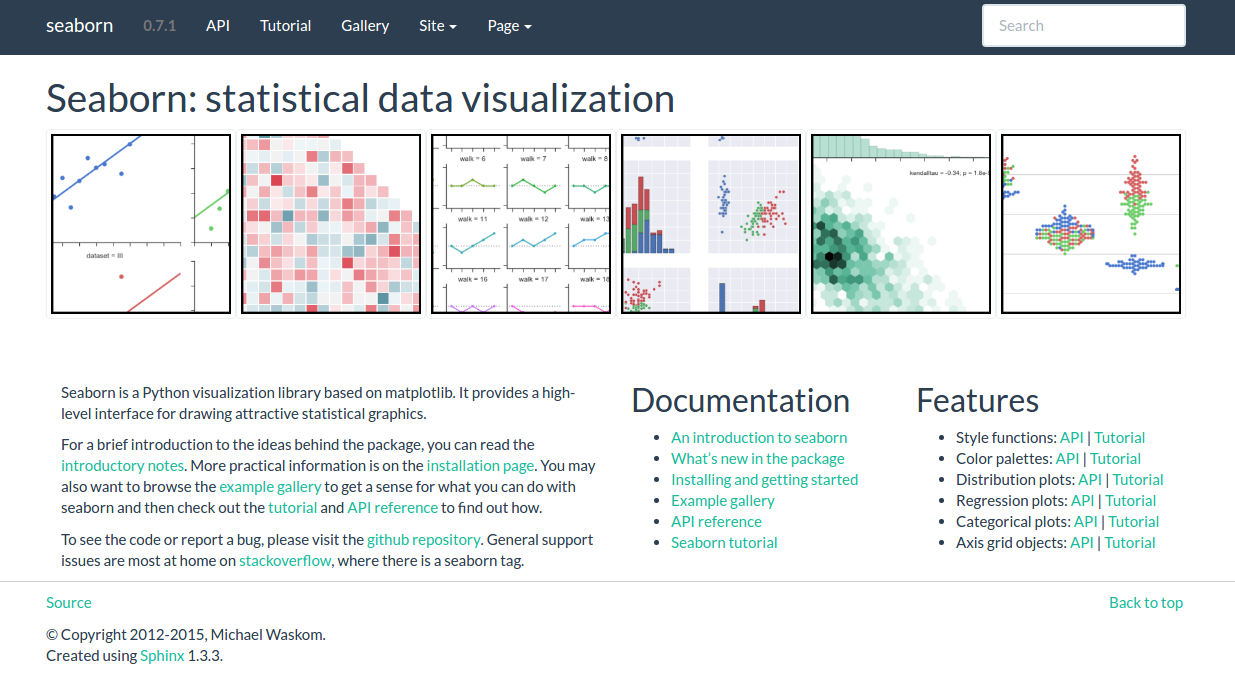 seaborn 0.7.1 API Tutorial Gallery Site Page Search
Seaborn: statistical data visualization
dataset = III
walk = 6 walk = 7 walk = 8
walk = 11 walk = 12 walk = 13
walk = 16 walk = 17 walk = 18
kendalltau = -0.34; p = 1.8e-
Seaborn is a Python visualization library based on matplotlib. It provides a high-
level interface for drawing attractive statistical graphics.
For a brief introduction to the ideas behind the package, you can read the
introductory notes. More practical information is on the installation page. You may
also want to browse the example gallery to get a sense for what you can do with
seaborn and then check out the tutorial and API reference to find out how.
To see the code or report a bug, please visit the github repository. General support
issues are most at home on stackoverflow, where there is a seaborn tag.
Documentation
An introduction to seaborn
What's new in the package
Installing and getting started
Example gallery
API reference
Seaborn tutorial
Features
Style functions: API | Tutorial
Color palettes: API | Tutorial
Distribution plots: API | Tutorial
Regression plots: API | Tutorial
Categorical plots: API | Tutorial
Axis grid objects: API | Tutorial
Source
Back to top
© Copyright 2012-2015, Michael Waskom.
Created using Sphinx 1.3.3.